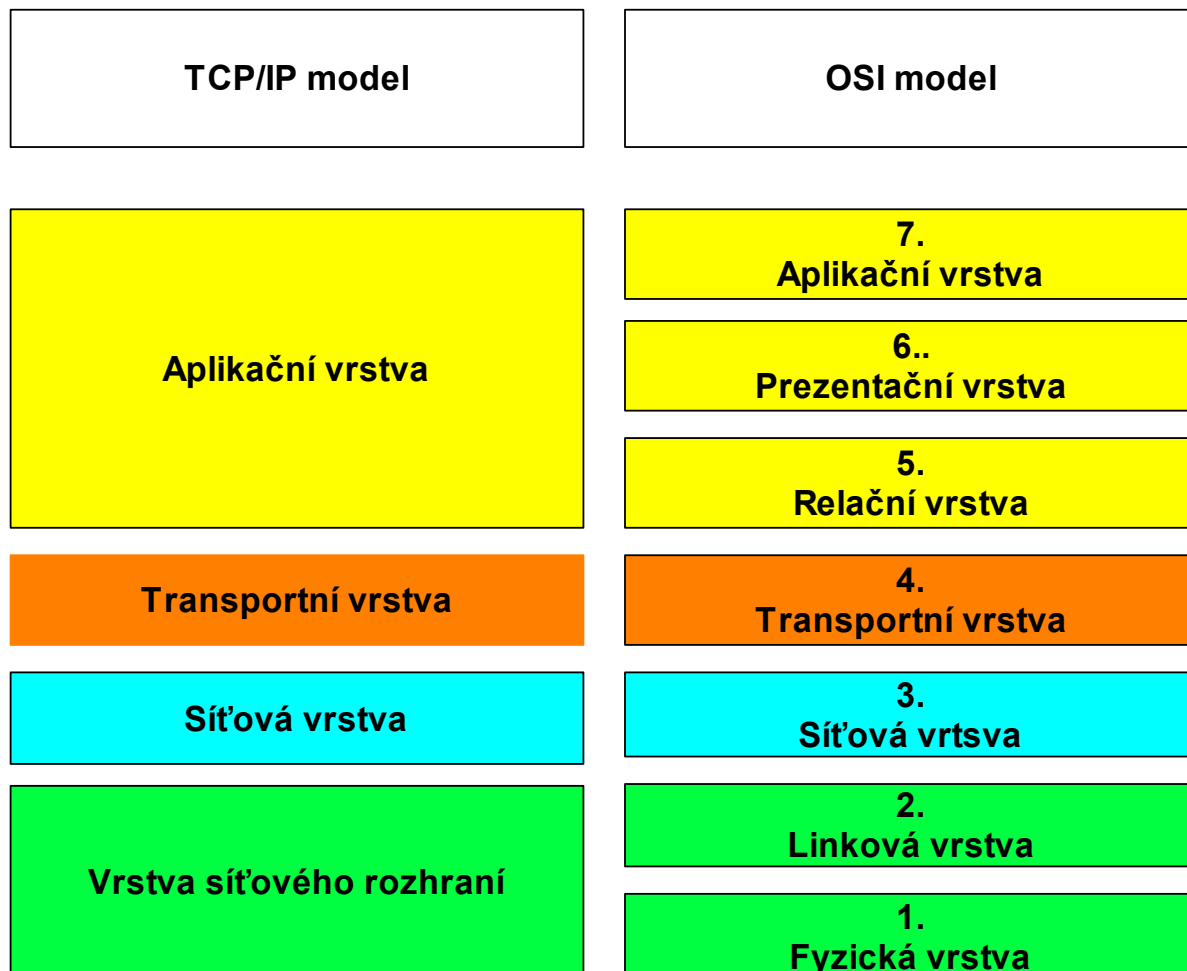 TCP/IP model
OSI model
Aplikační vrstva
7.
Aplikační vrstva
6..
Prezentační vrstva
5.
Relační vrstva
Transportní vrstva
4.
Transportní vrstva
Síťová vrstva
3.
Síťová vrtsva
Vrstva síťového rozhraní
2.
Linková vrstva
1.
Fyzická vrstva